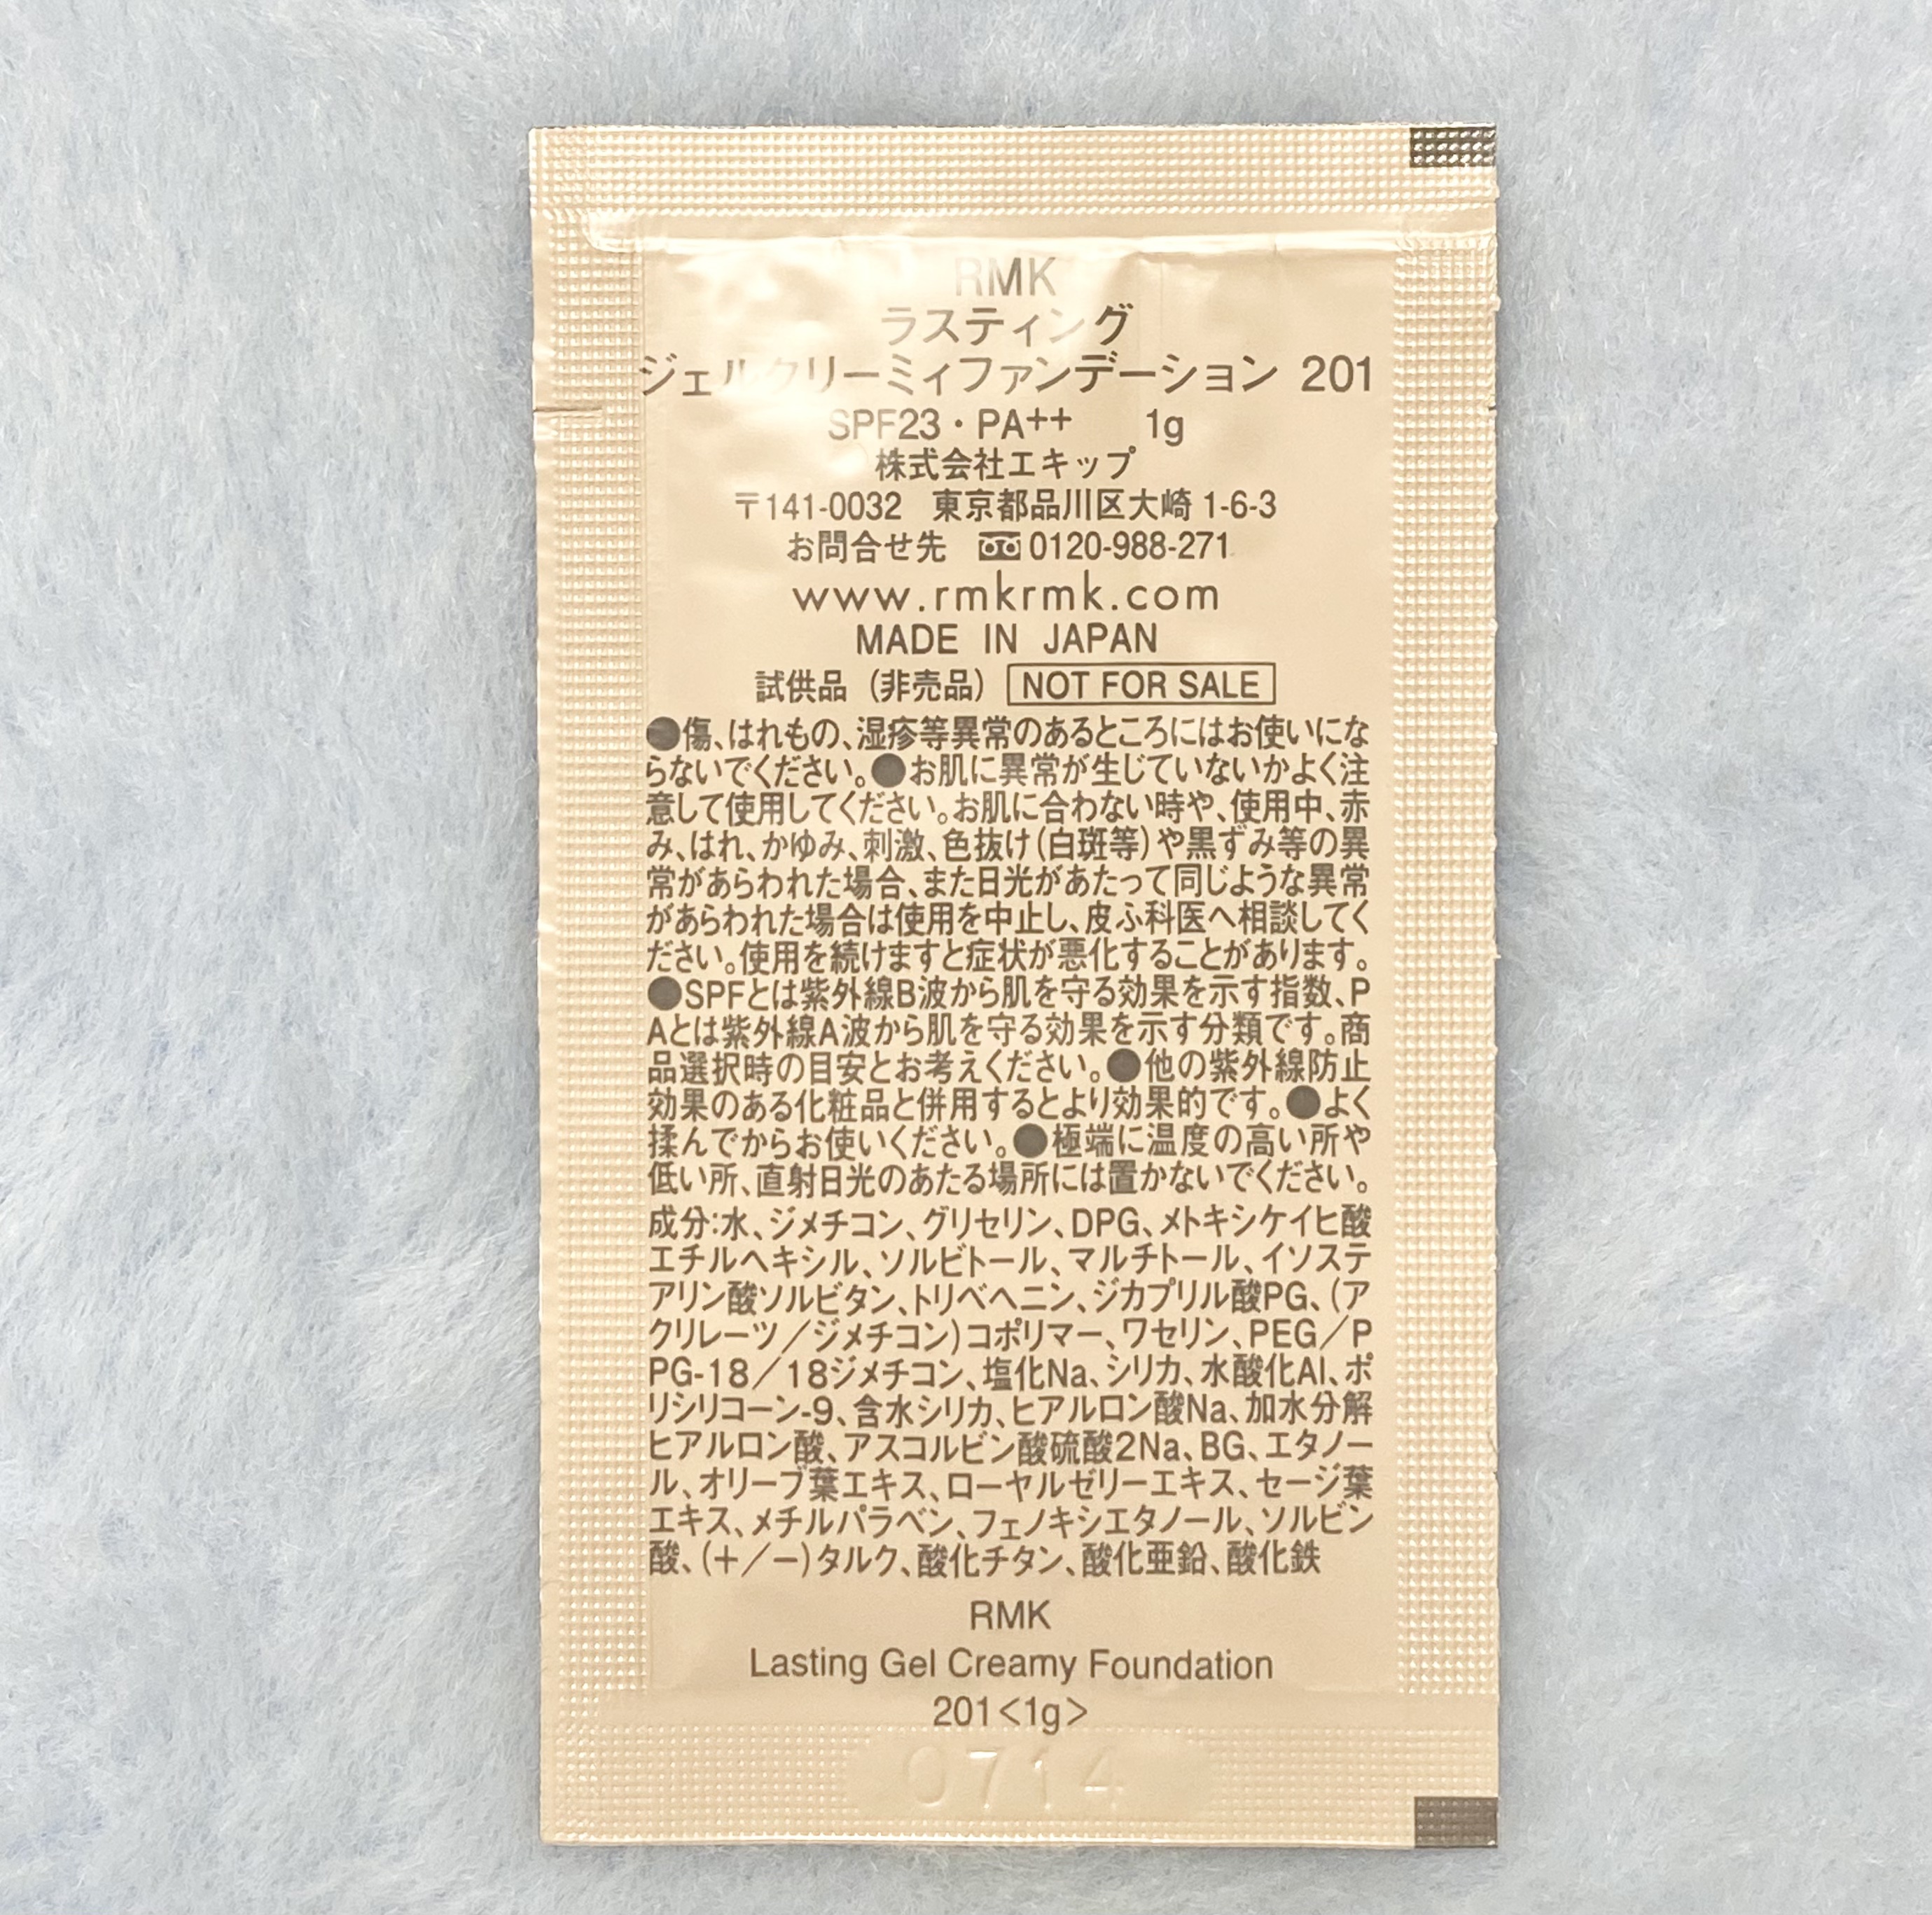 RMK
ラスティング
ジェルクリーミィファンデーション 201
SPF23・PA++ 1g
株式会社エキップ
〒141-0032 東京都品川区大崎 1-6-3
お問合せ先 0120-988-271
www.rmkrmk.com
MADE IN JAPAN
試供品（非売品） NOT FOR SALE
●傷、はれもの、湿疹等異常のあるところにはお使いにな
らないでください。●お肌に異常が生じていないかよく注
意して使用してください。お肌に合わない時や、使用中、赤
み、はれ、かゆみ、刺激、色抜け（白斑等）や黒ずみ等の異
常があらわれた場合、また日光があたって同じような異常
があらわれた場合は使用を中止し、皮ふ科医へ相談してく
ださい。使用を続けますと症状が悪化することがあります。
●SPFとは紫外線B波から肌を守る効果を示す指数、P
Aとは紫外線A波から肌を守る効果を示す分類です。商
品選択時の目安とお考えください。●他の紫外線防止
効果のある化粧品と併用するとより効果的です。●よく
揉んでからお使いください。●極端に温度の高い所や
低い所、直射日光のあたる場所には置かないでください。
成分:水、ジメチコン、グリセリン、DPG、メトキシケイヒ酸
エチルヘキシル、ソルビトール、マルチトール、イソステ
アリン酸ソルビタン、トリベヘニン、ジカプリル酸PG、（ア
クリレーツ／ジメチコン）コポリマー、ワセリン、PEG／P
PG-18／18ジメチコン、塩化Na、シリカ、水酸化Al、ポ
リシリコーン-9、含水シリカ、ヒアルロン酸Na、加水分解
ヒアルロン酸、アスコルビン酸硫酸2Na、BG、エタノー
ル、オリーブ葉エキス、ローヤルゼリーエキス、セージ葉
エキス、メチルパラベン、フェノキシエタノール、ソルビン
酸、（＋／－）タルク、酸化チタン、酸化亜鉛、酸化鉄
RMK
Lasting Gel Creamy Foundation
201<1g>
0714